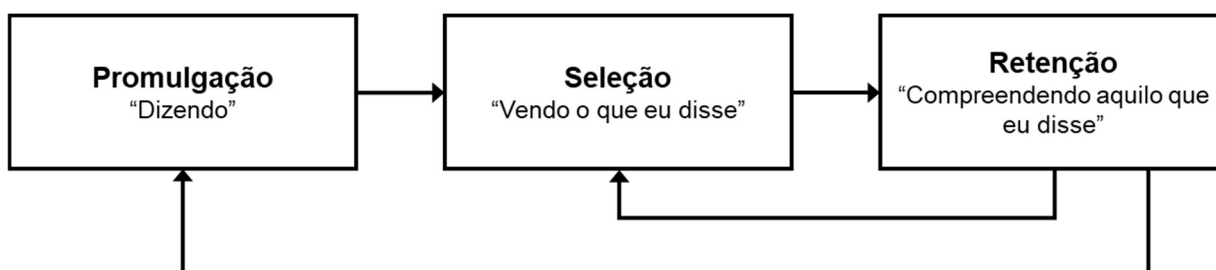 Promulgação
“Dizendo”
Seleção
“Vendo o que eu disse”
Retenção
“Compreendendo aquilo que
eu disse”